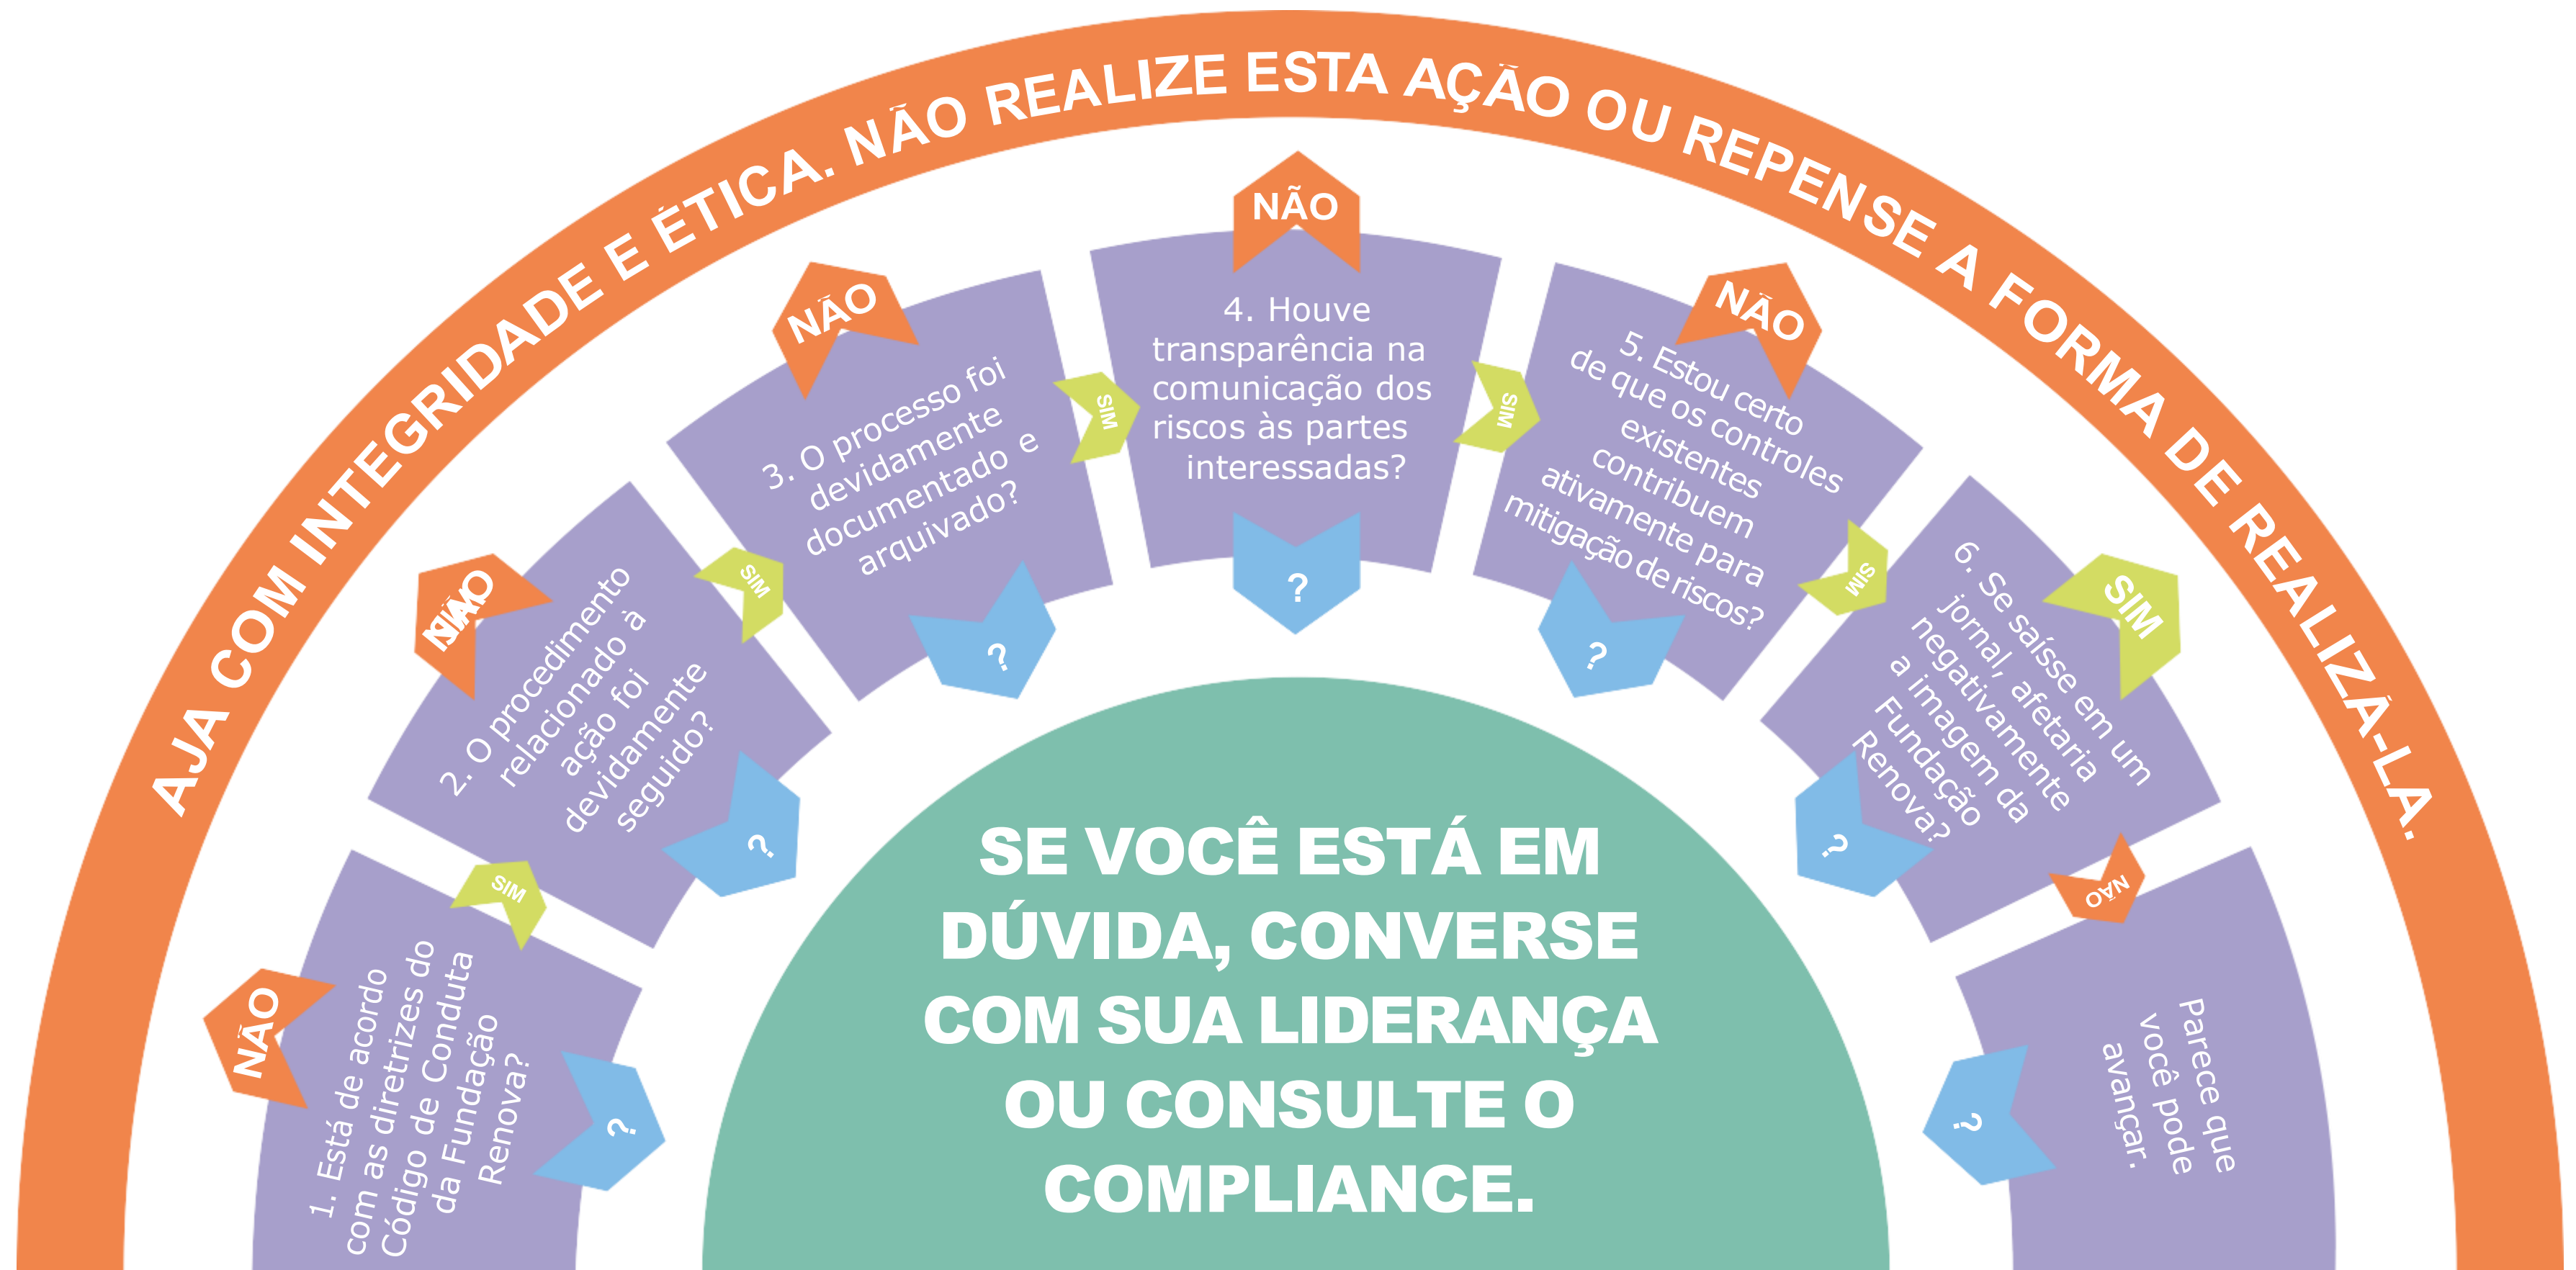 AJA COM INTEGRIDADE E ÉTICA. NÃO REALIZE ESTA AÇÃO OU REPENSE A FORMA DE REALIZÁ-LA.
NÃO
1. Está de acordo
com as diretrizes do
Código de Conduta
da Fundação
Renova?
?
SIM
NÃO
2. O procedimento
relacionado à
ação foi
devidamente
seguido?
?
SIM
NÃO
3. O processo foi
devidamente
documentado e
arquivado?
?
SIM
NÃO
4. Houve
transparência na
comunicação dos
riscos às partes
interessadas?
?
SIM
NÃO
5. Estou certo
de que os controles
existentes
contribuem
ativamente para
mitigação de riscos?
?
SIM
SIM
6. Se saísse em um
jornal, afetaria
negativamente
a imagem da
Fundação
Renova?
?
NÃO
Parece que
você pode
avançar.
?
SE VOCÊ ESTÁ EM
DÚVIDA, CONVERSE
COM SUA LIDERANÇA
OU CONSULTE O
COMPLIANCE.